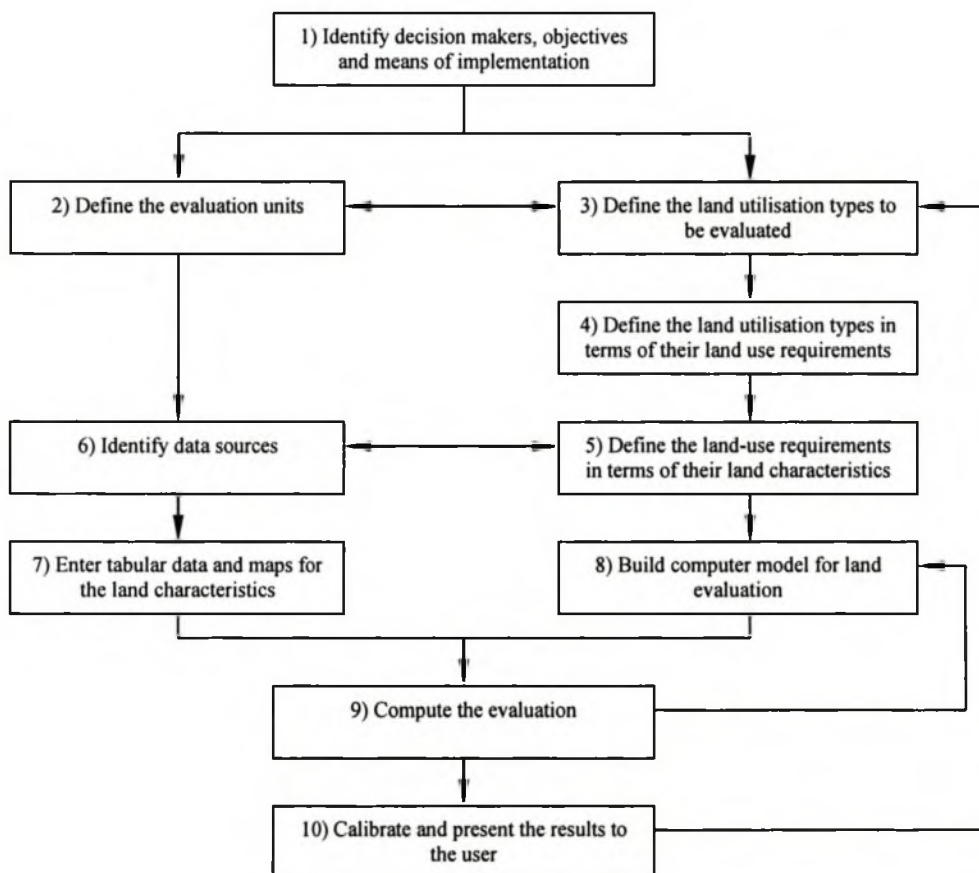 1) Identify decision makers, objectives
and means of implementation
2) Define the evaluation units
3) Define the land utilisation types to
be evaluated
4) Define the land utilisation types in
terms of their land use requirements
6) Identify data sources
5) Define the land-use requirements
in terms of their land characteristics
7) Enter tabular data and maps for
the land characteristics
8) Build computer model for land
evaluation
9) Compute the evaluation
10) Calibrate and present the results to
the user